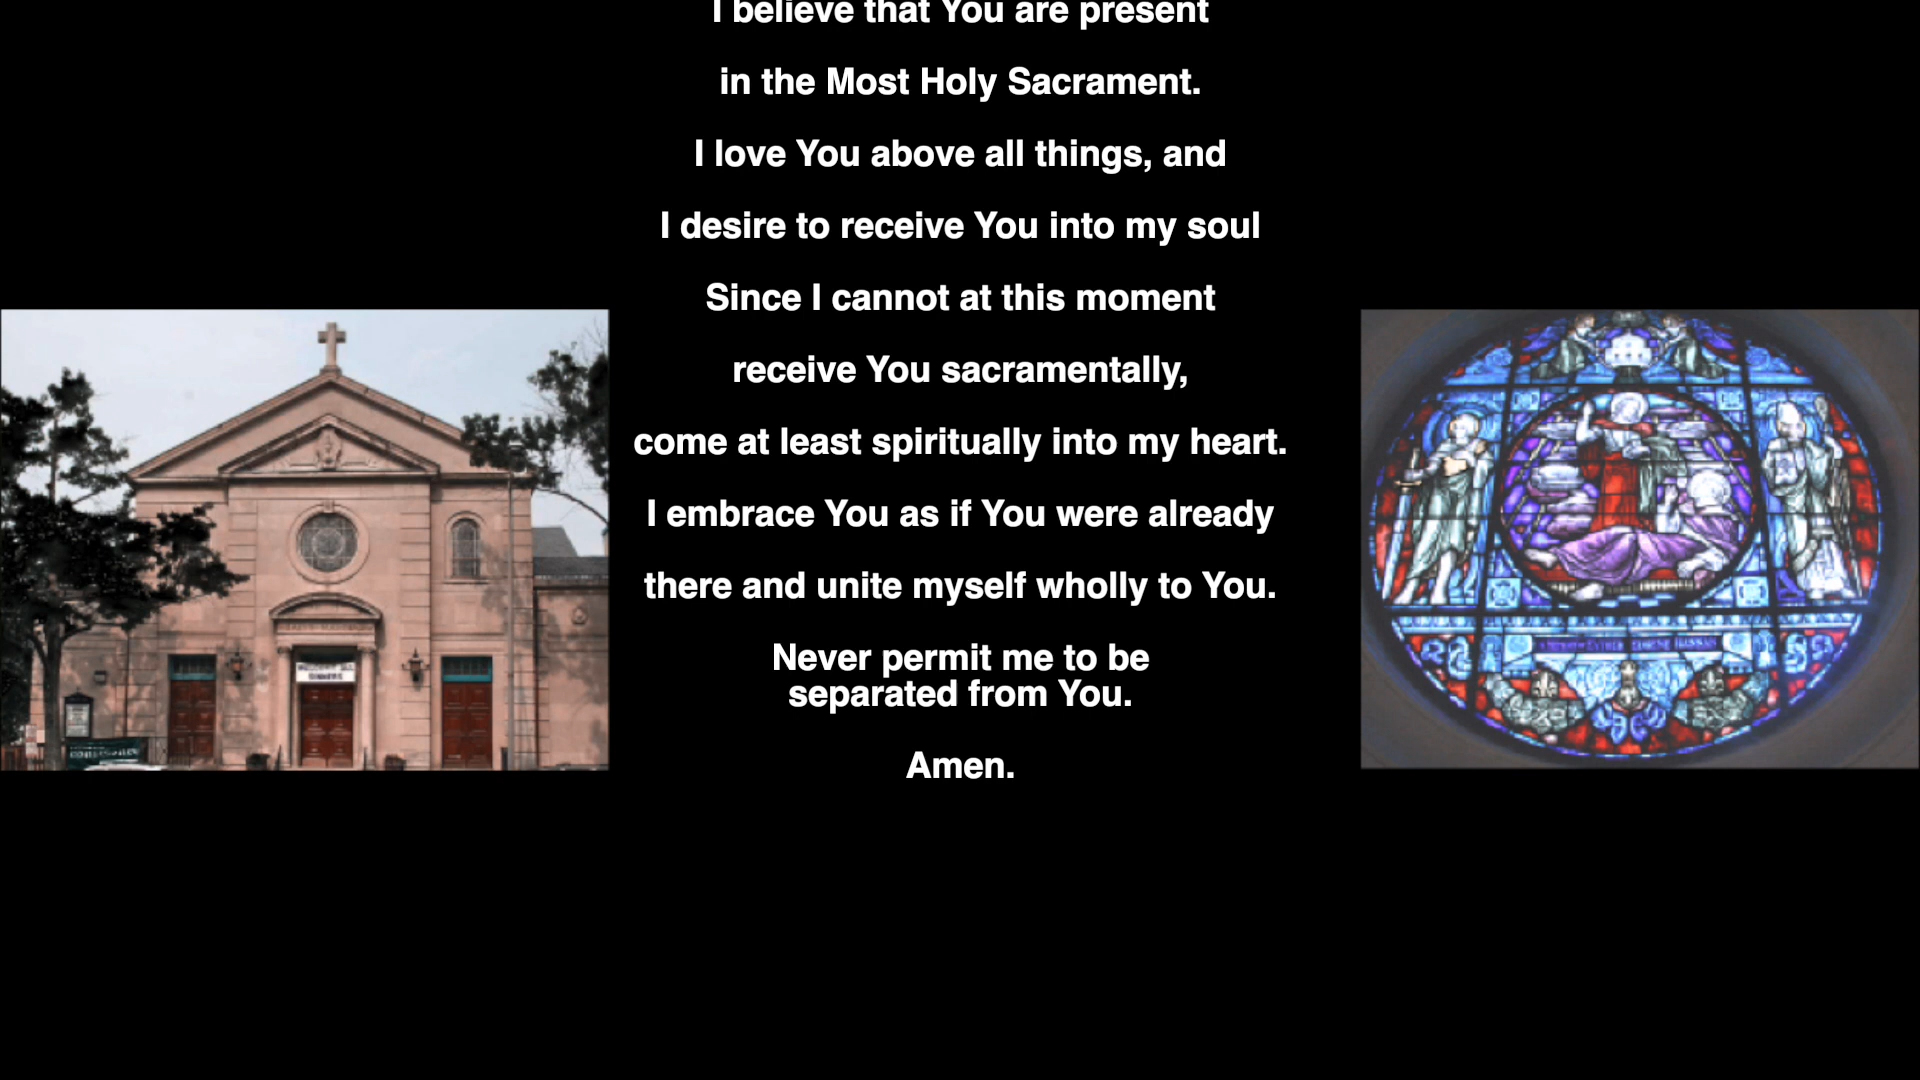 I believe that You are present
in the Most Holy Sacrament.
I love You above all things, and
I desire to receive You into my soul
Since I cannot at this moment
receive You sacramentally,
come at least spiritually into my heart.
I embrace You as if You were already
there and unite myself wholly to You.
Never permit me to be
separated from You.
Amen.